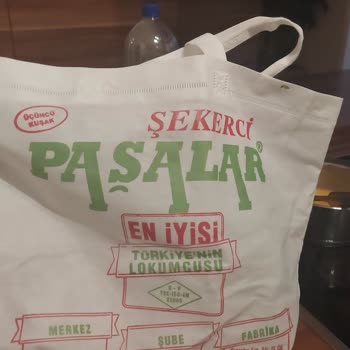 ÜÇÜNCÜ
KUŞAK
ŞEKERCİ
PAŞALAR®
EN İYİSİ
TÜRKİYE'NİN
LOKUMCUSU
MERKEZ
ŞUBE
FABRİKA